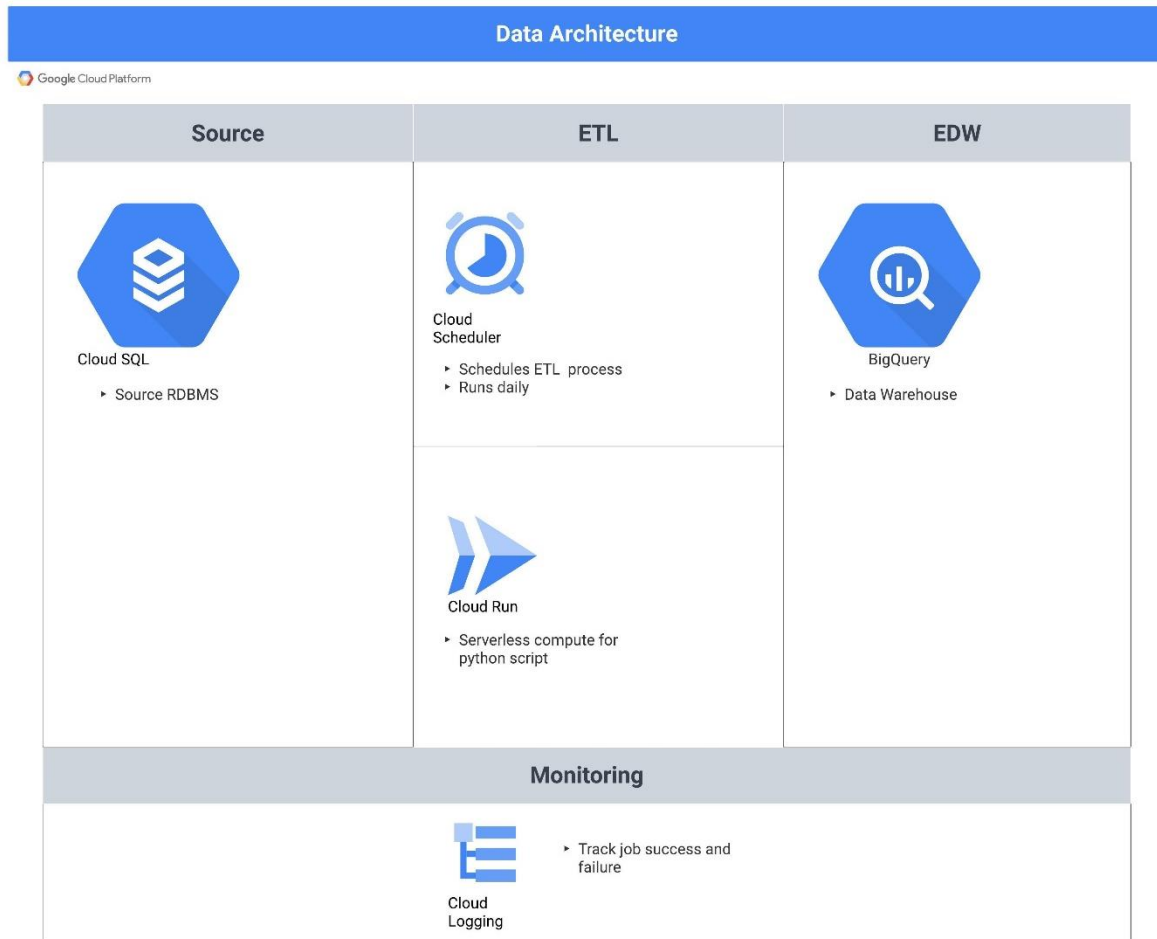 Data Architecture
Google Cloud Platform
Source
ETL
EDW
Cloud SQL
▸ Source RDBMS
Cloud
Scheduler
▸ Schedules ETL process
▸ Runs daily
BigQuery
▸ Data Warehouse
Cloud Run
▸ Serverless compute for
python script
Monitoring
Cloud
Logging
▸ Track job success and
failure